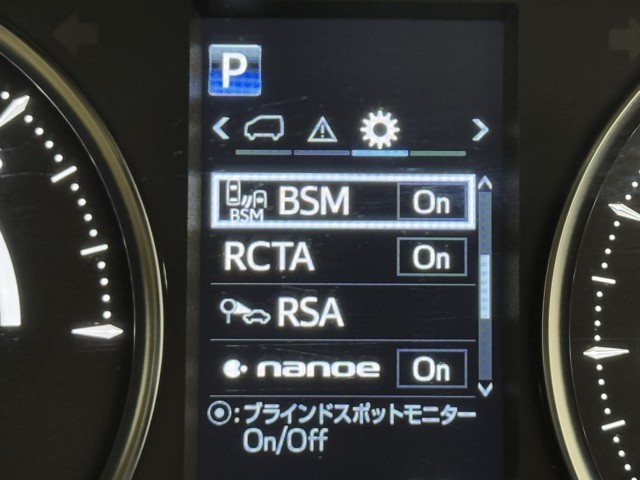 P
BSM BSM On
RCTA On
RSA
nanoe On
◉:ブラインドスポットモニター
On/Off